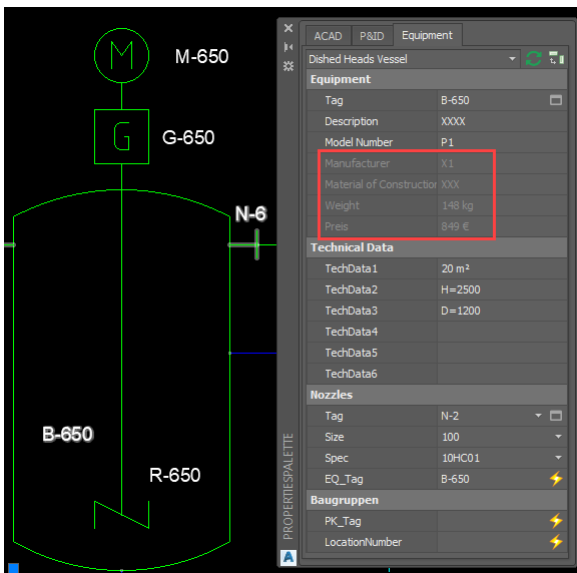 M
M-650
G
G-650
N-6
B-650
R-650
ACAD P&ID Equipment
Dished Heads Vessel
Equipment
Tag B-650
Description XXXX
Model Number P1
Manufacturer X1
Material of Construction XXX
Weight 148 kg
Preis 849 €
Technical Data
TechData1 20 m²
TechData2 H=2500
TechData3 D=1200
TechData4
TechData5
TechData6
Nozzles
Tag N-2
Size 100
Spec 10HC01
EQ_Tag B-650
Baugruppen
PK_Tag
LocationNumber
PROPERTIESPALETTE
A